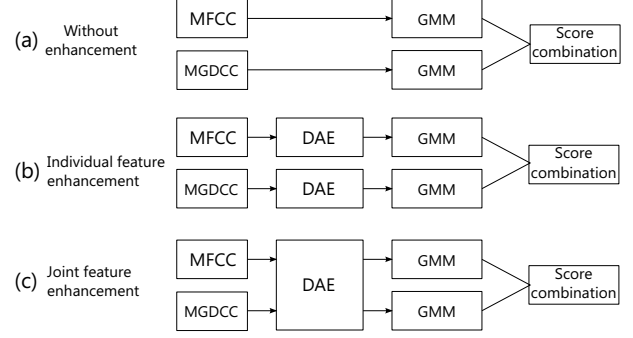 MFCC
GMM
(a) Without
enhancement
Score
combination
MGDCC
GMM
MFCC
DAE
GMM
(b) Individual feature
enhancement
Score
combination
MGDCC
DAE
GMM
MFCC
GMM
(c) Joint feature
enhancement
DAE
Score
combination
MGDCC
GMM